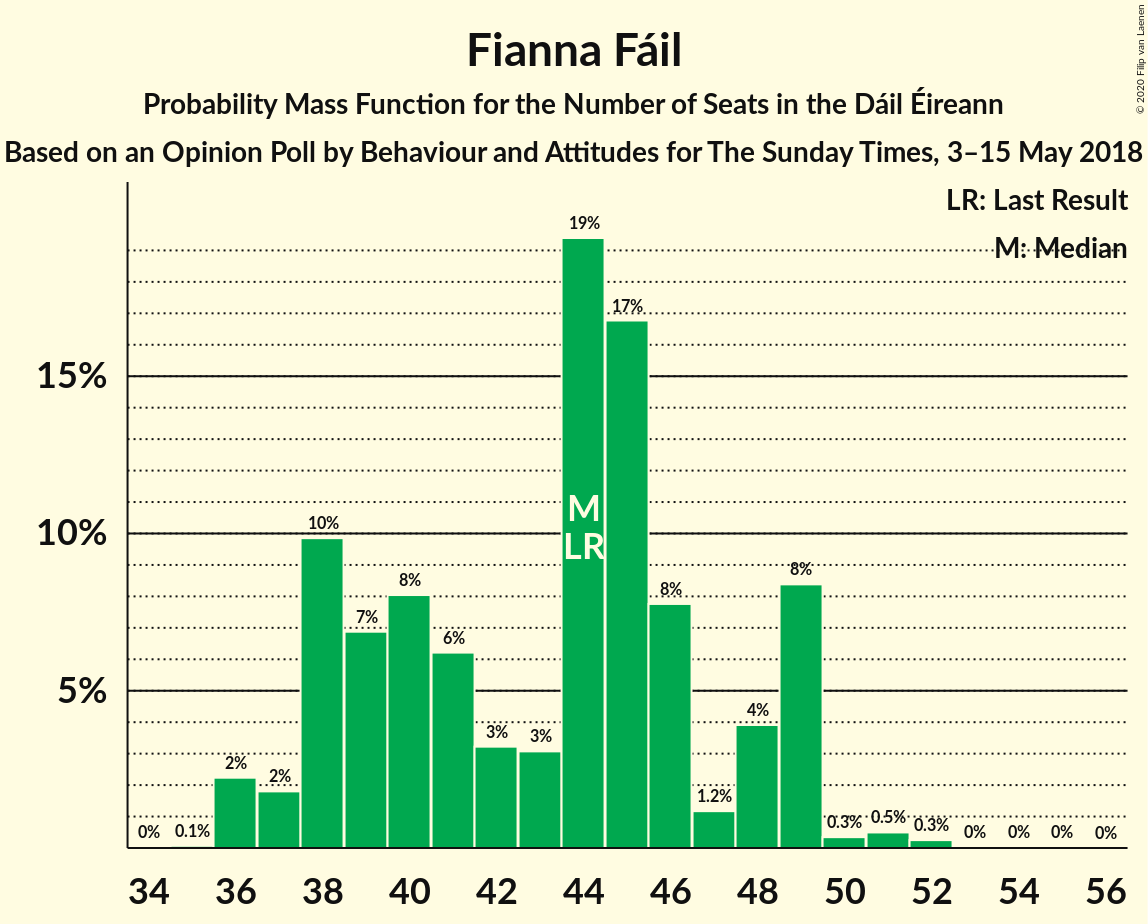 Fianna Fáil
Probability Mass Function for the Number of Seats in the Dáil Éireann
Based on an Opinion Poll by Behaviour and Attitudes for The Sunday Times, 3–15 May 2018
© 2020 Filip van Laenen
LR: Last Result
M: Median
15%
10%
5%
0%
0.1%
2%
2%
10%
7%
8%
6%
3%
3%
19%
17%
8%
1.2%
4%
8%
0.3%
0.5%
0.3%
0%
0%
0%
0%
M
LR
34 36 38 40 42 44 46 48 50 52 54 56